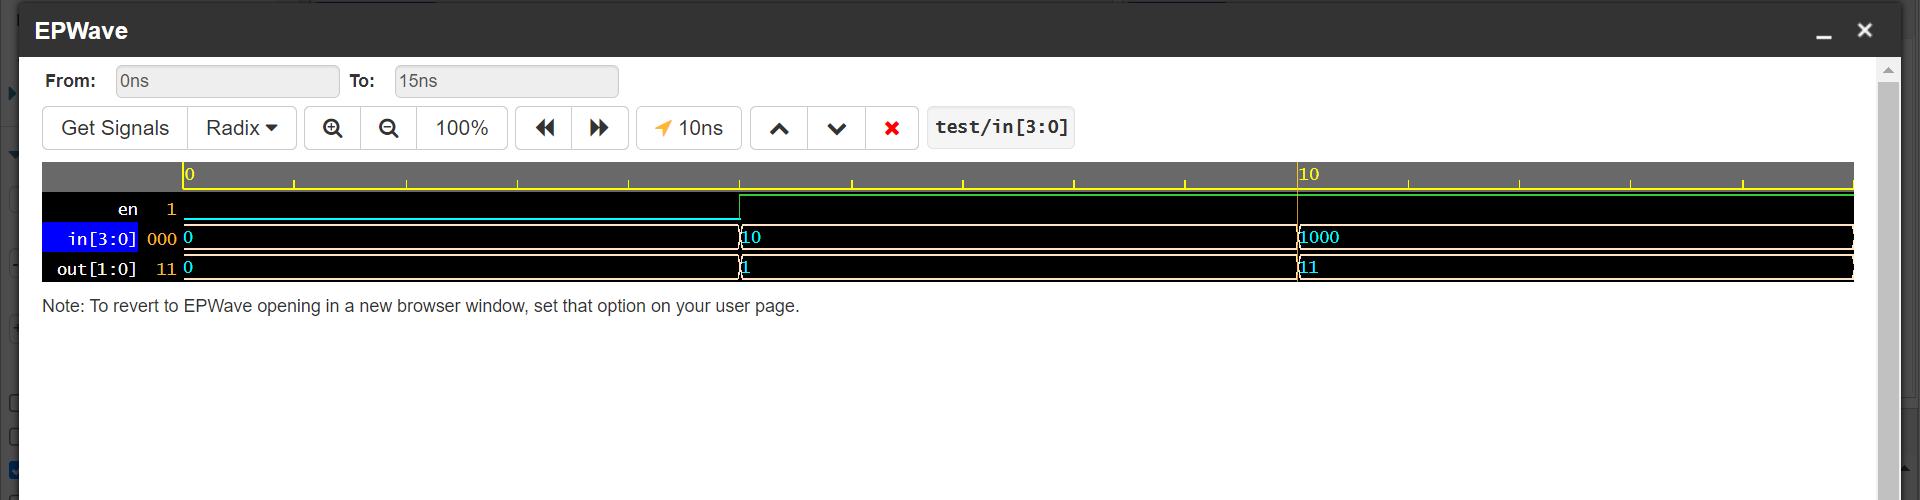 EPWave
From: 0ns To: 15ns
Get Signals Radix 100% 10ns test/in[3:0]
0 10
en 1
in[3:0] 000 0 10 1000
out[1:0] 11 0 1 11
Note: To revert to EPWave opening in a new browser window, set that option on your user page.